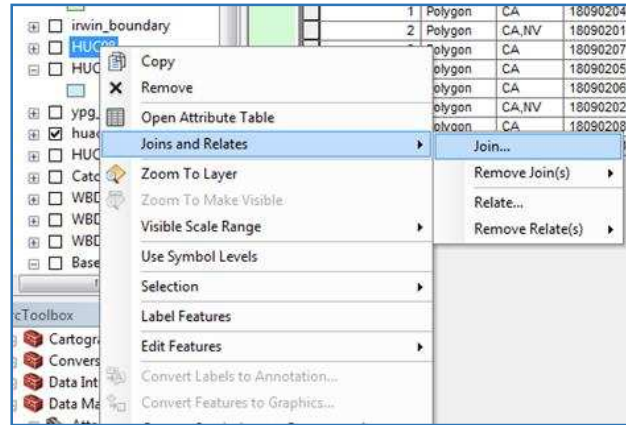 irwin_boundary
HUC08
HUC
ypg_
huac
HUC
Catc
WBD
WBD
WBD
Base
cToolbox
Cartogra
Convers
Data Int
Data Ma
Copy
Remove
Open Attribute Table
Joins and Relates
Zoom To Layer
Zoom To Make Visible
Visible Scale Range
Use Symbol Levels
Selection
Label Features
Edit Features
Convert Labels to Annotation...
Convert Features to Graphics...
Join...
Remove Join(s)
Relate...
Remove Relate(s)
1 Polygon CA 18090204
2 Polygon CA,NV 18090201
olygon CA 18090207
olygon CA 18090205
olygon CA 18090206
olygon CA,NV 18090202
olygon CA 18090208